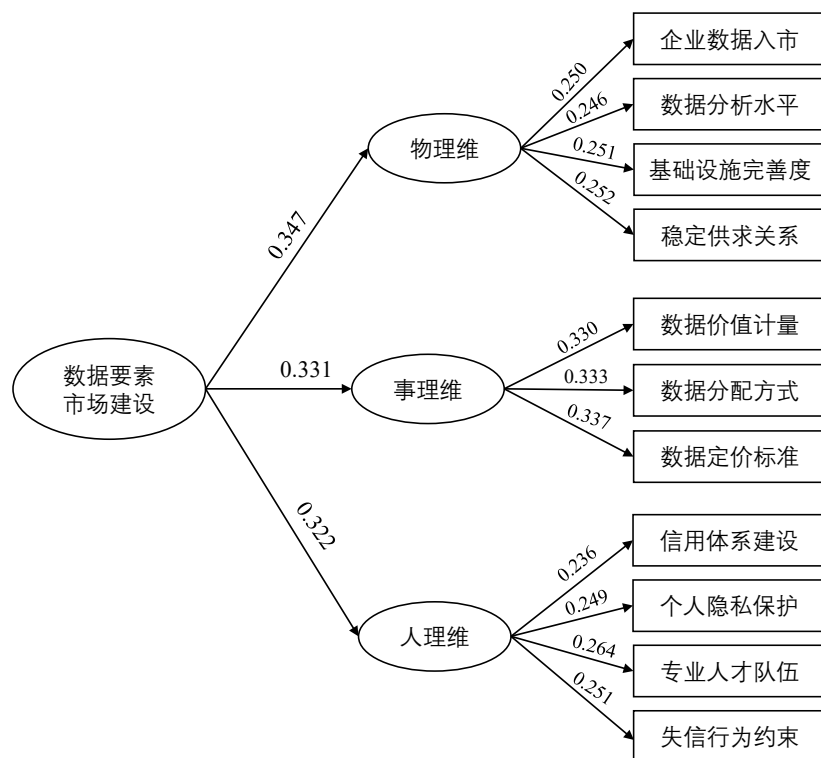 企业数据入市
0.250
数据分析水平
0.246
物理维
0.251
基础设施完善度
0.252
稳定供求关系
0.347
数据价值计量
0.330
数据要素
市场建设
0.331
事理维
0.333
数据分配方式
0.337
数据定价标准
0.322
信用体系建设
0.236
个人隐私保护
0.249
人理维
0.264
专业人才队伍
0.251
失信行为约束